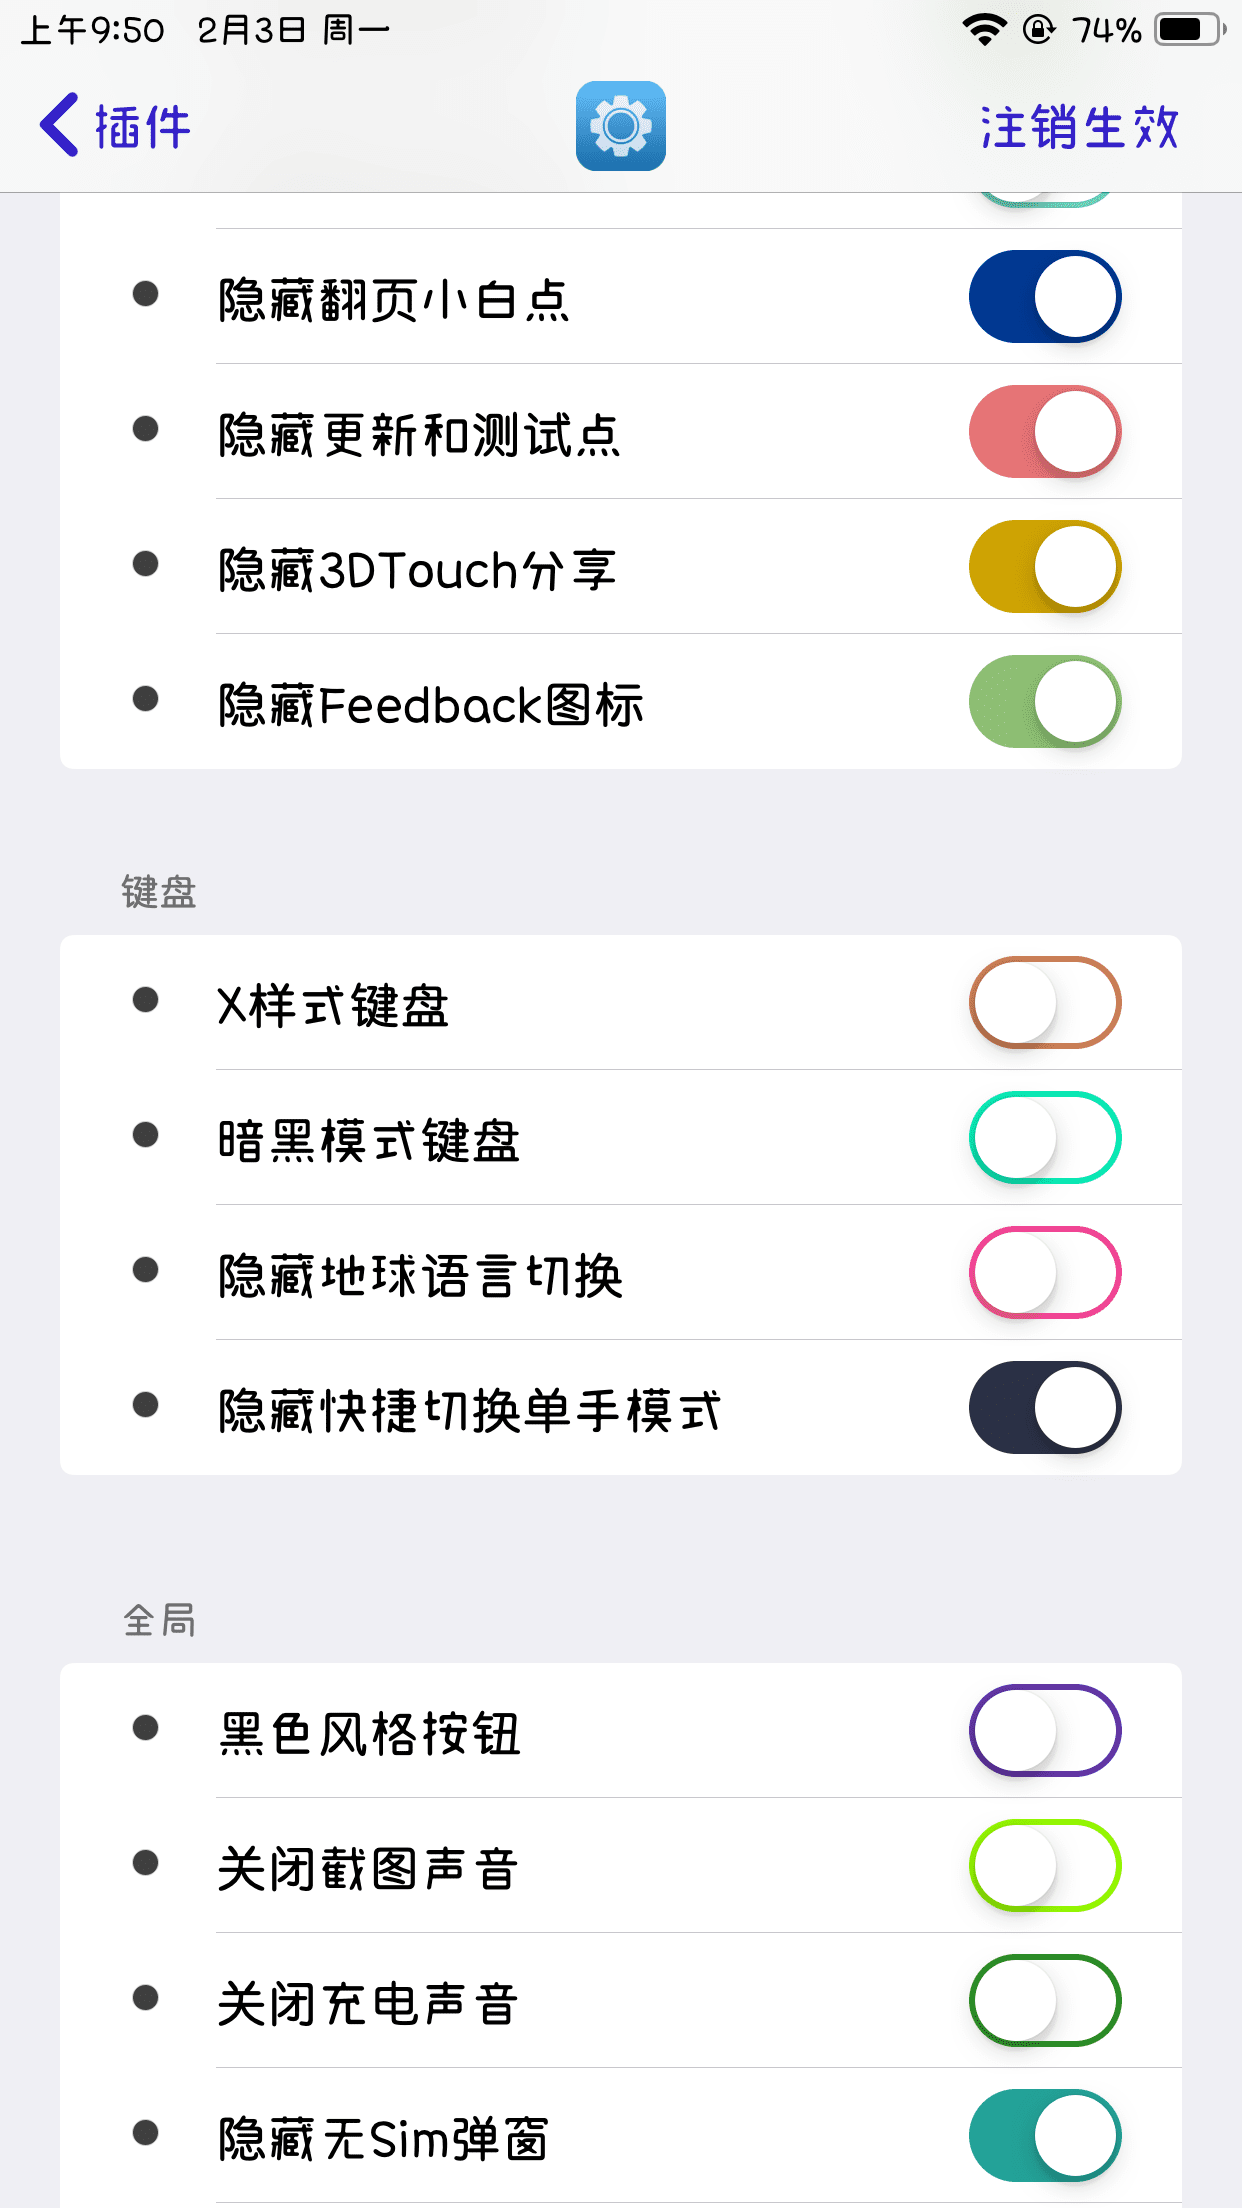 上午9:50 2月3日 周一 74%
插件 注销生效
隐藏翻页小白点
隐藏更新和测试点
隐藏3DTouch分享
隐藏Feedback图标
键盘
X样式键盘
暗黑模式键盘
隐藏地球语言切换
隐藏快捷切换单手模式
全局
黑色风格按钮
关闭截图声音
关闭充电声音
隐藏无Sim弹窗